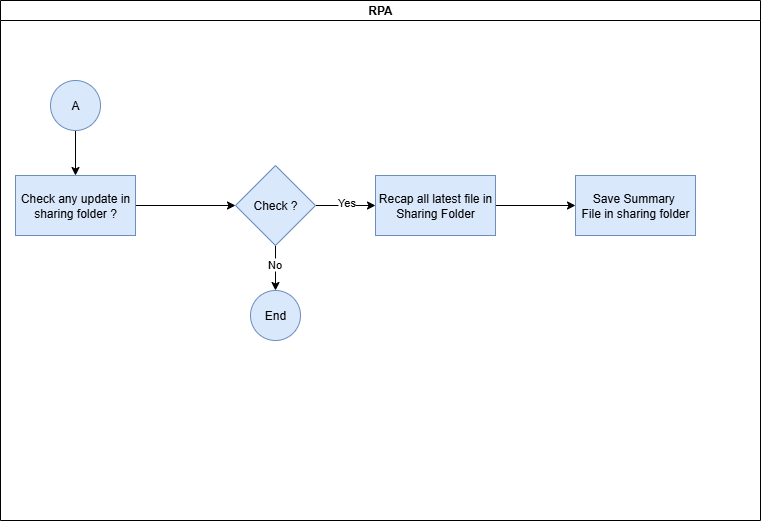 RPA
A
Check any update in
sharing folder ?
Check ?
Yes
Recap all latest file in
Sharing Folder
Save Summary
File in sharing folder
No
End